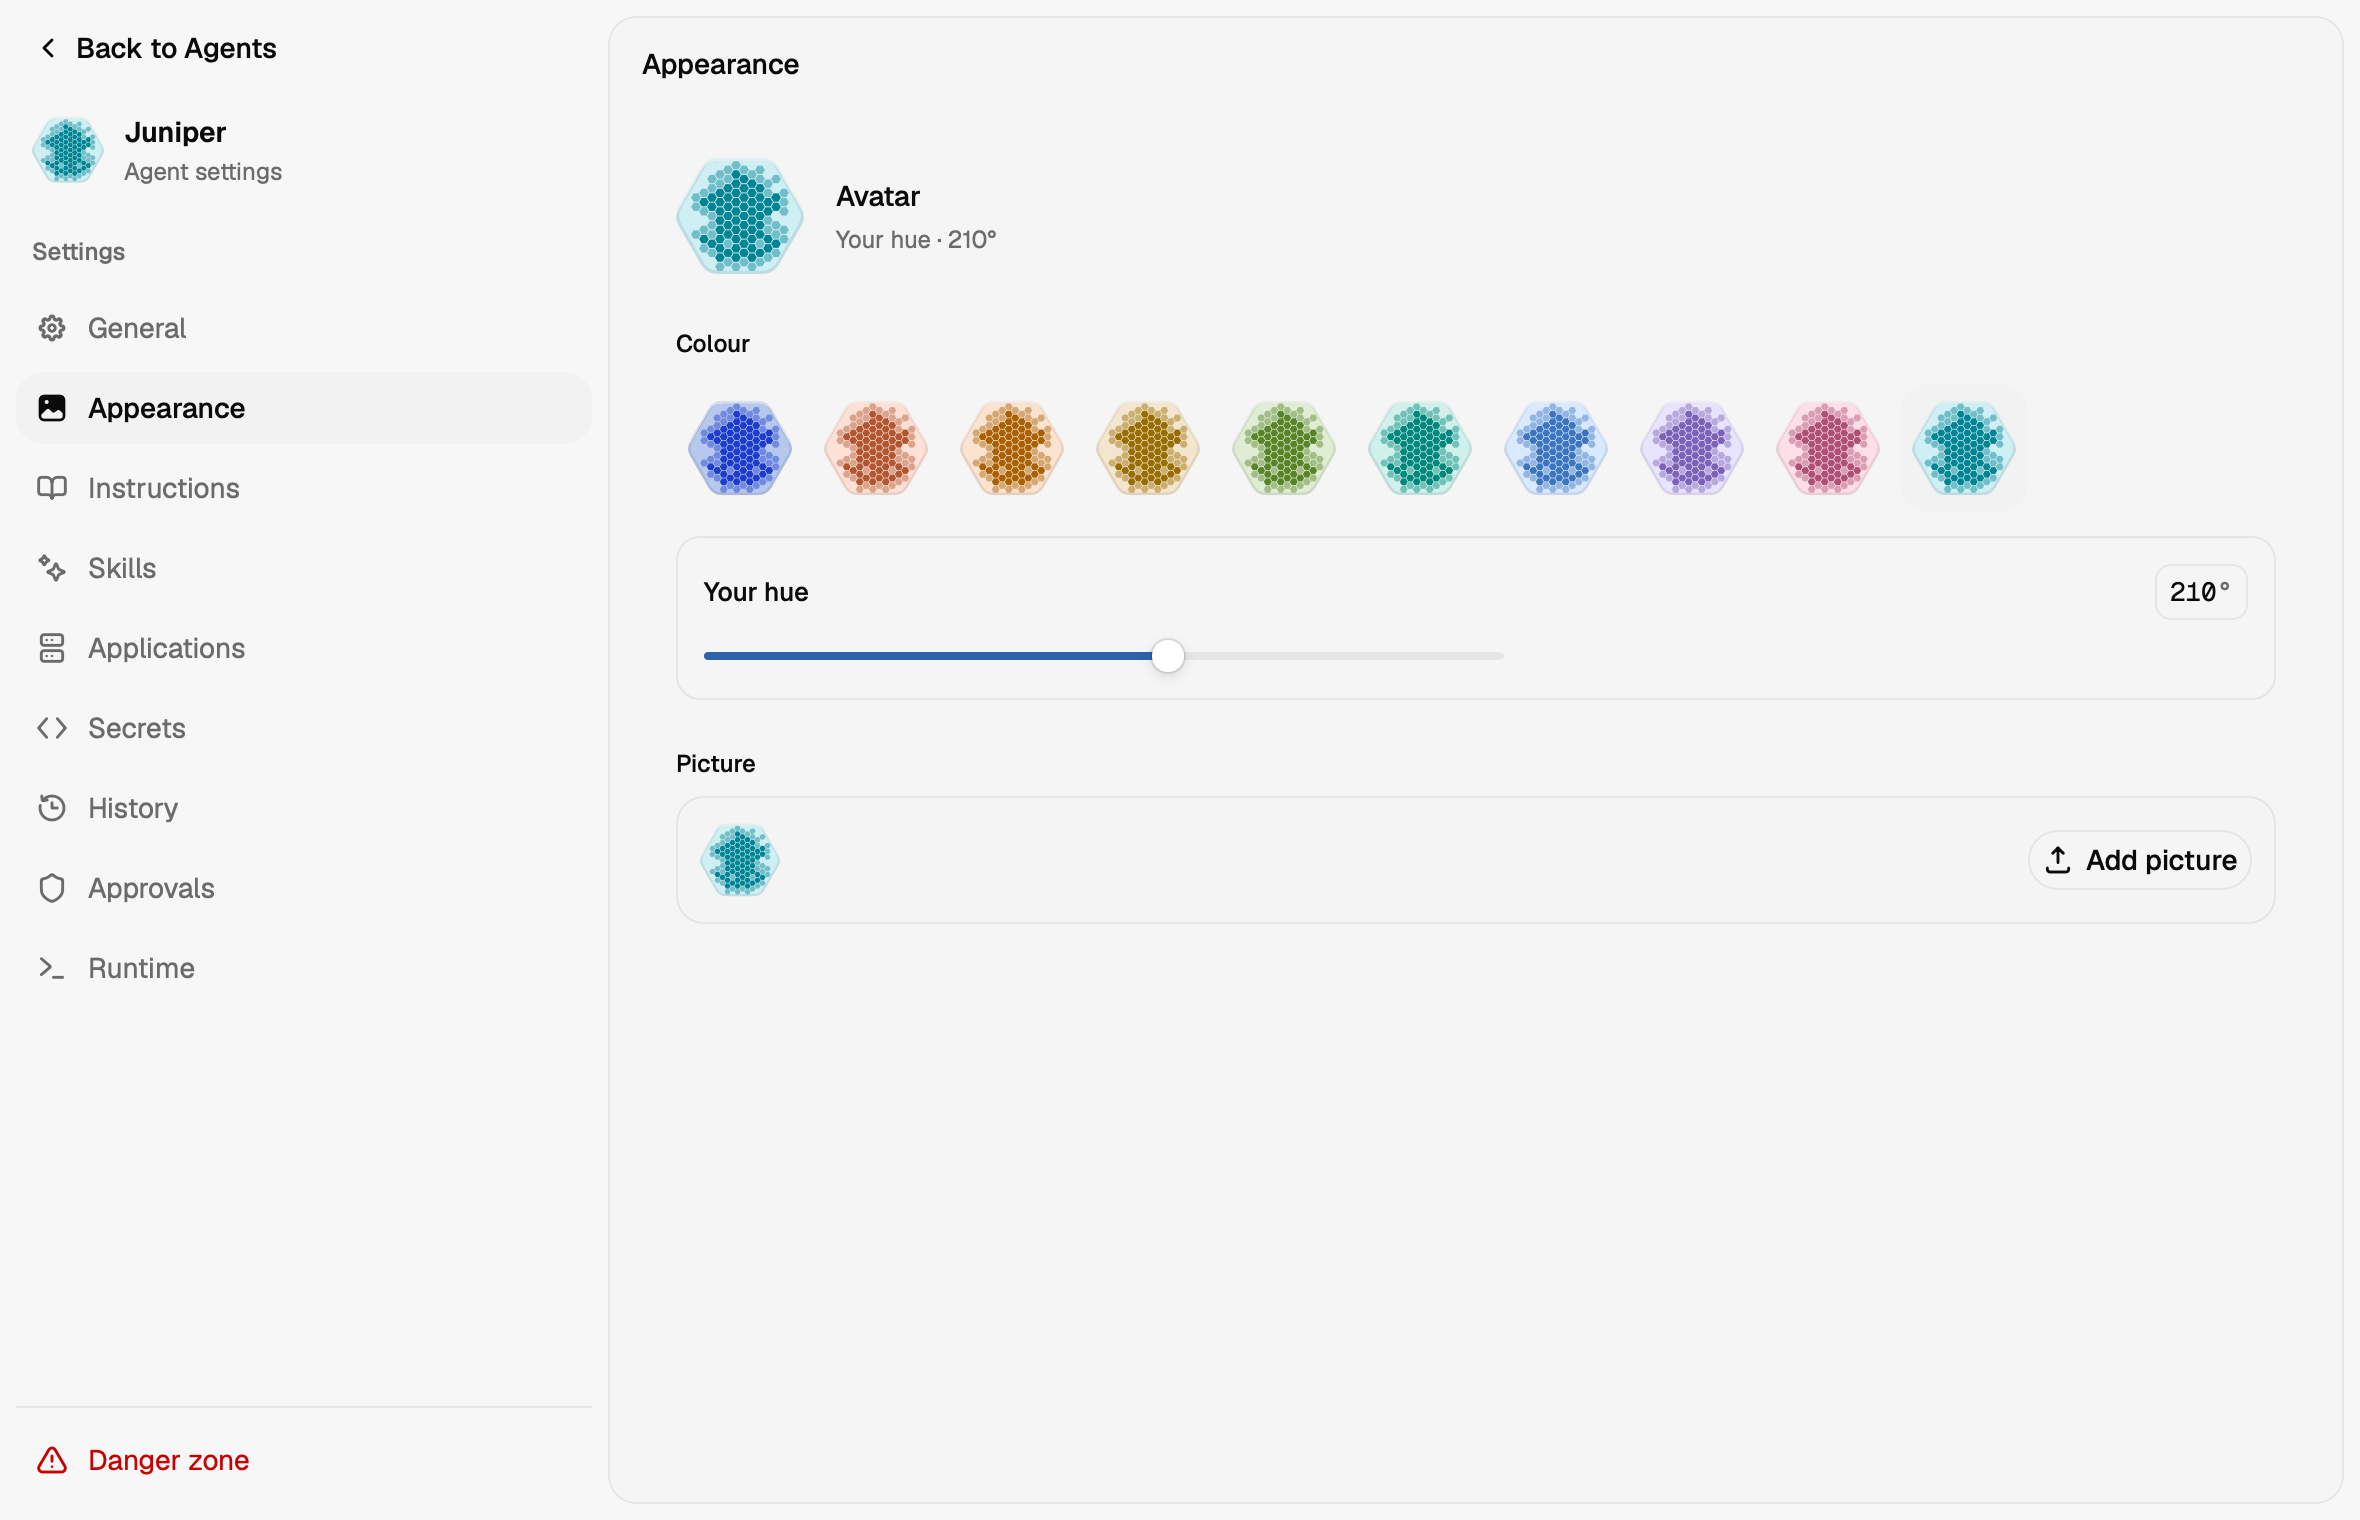 Back to Agents
Juniper
Agent settings
Settings
General
Appearance
Instructions
Skills
Applications
Secrets
History
Approvals
Runtime
Danger zone
Appearance
Avatar
Your hue · 210°
Colour
Your hue
210°
Picture
Add picture